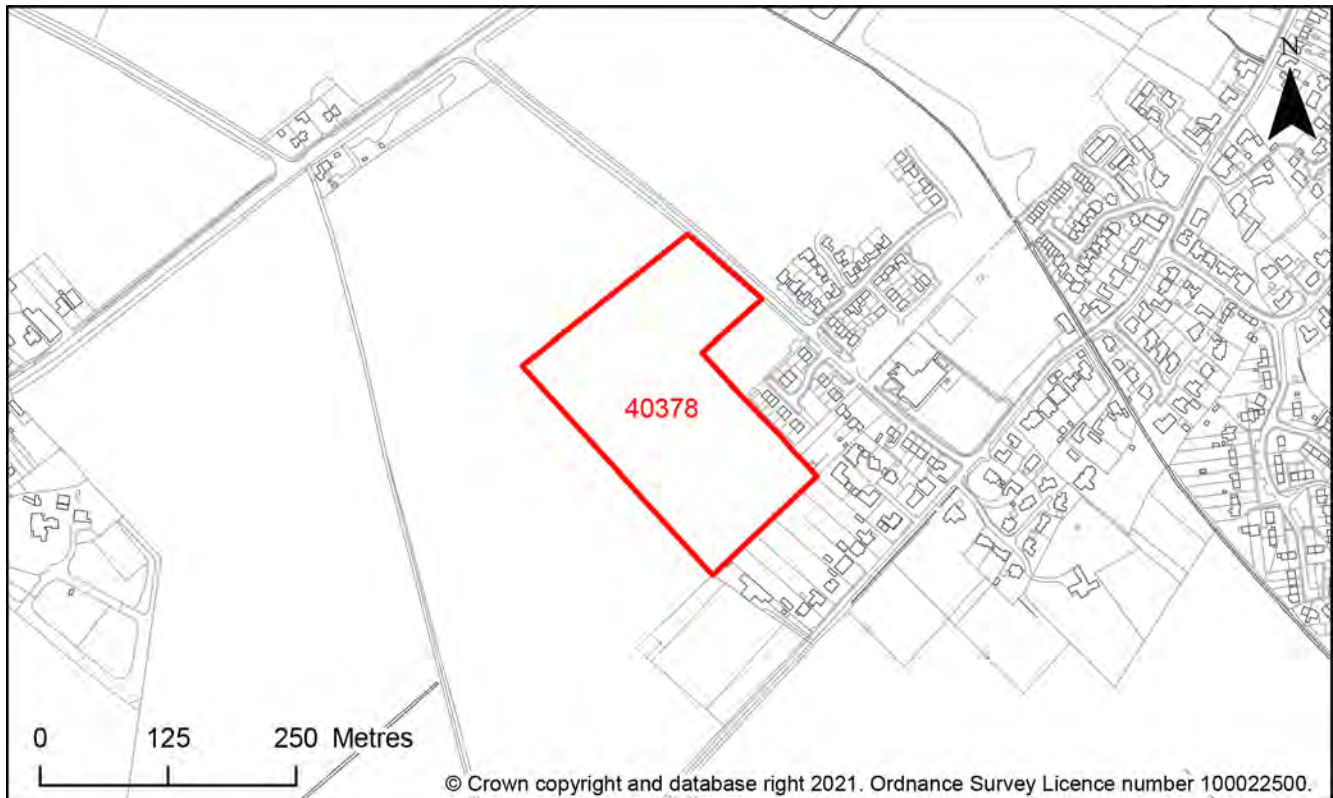 N
40378
0 125 250 Metres
© Crown copyright and database right 2021. Ordnance Survey Licence number 100022500.